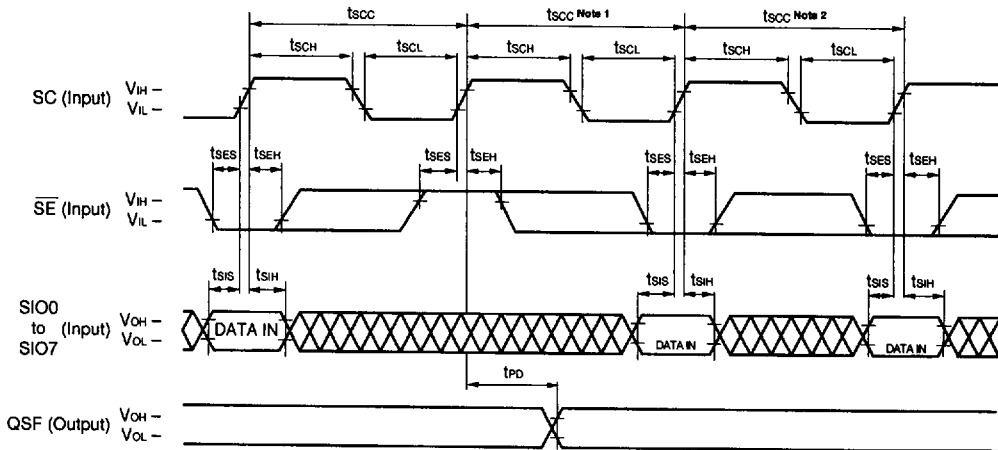 tSCC tSCC Note 1 tSCC Note 2
tSCH tSCL tSCH tSCL tSCH tSCL
SC (Input) VIH
VIL
tSES tSEH tSES tSEH tSES tSEH tSES tSEH
SE (Input) VIH
VIL
tSIS tSIH tSIS tSIH tSIS tSIH
SIO0
to (Input)
SIO7
VOH
VOL
DATA IN DATA IN DATA IN
tPD
QSF (Output) VOH
VOL